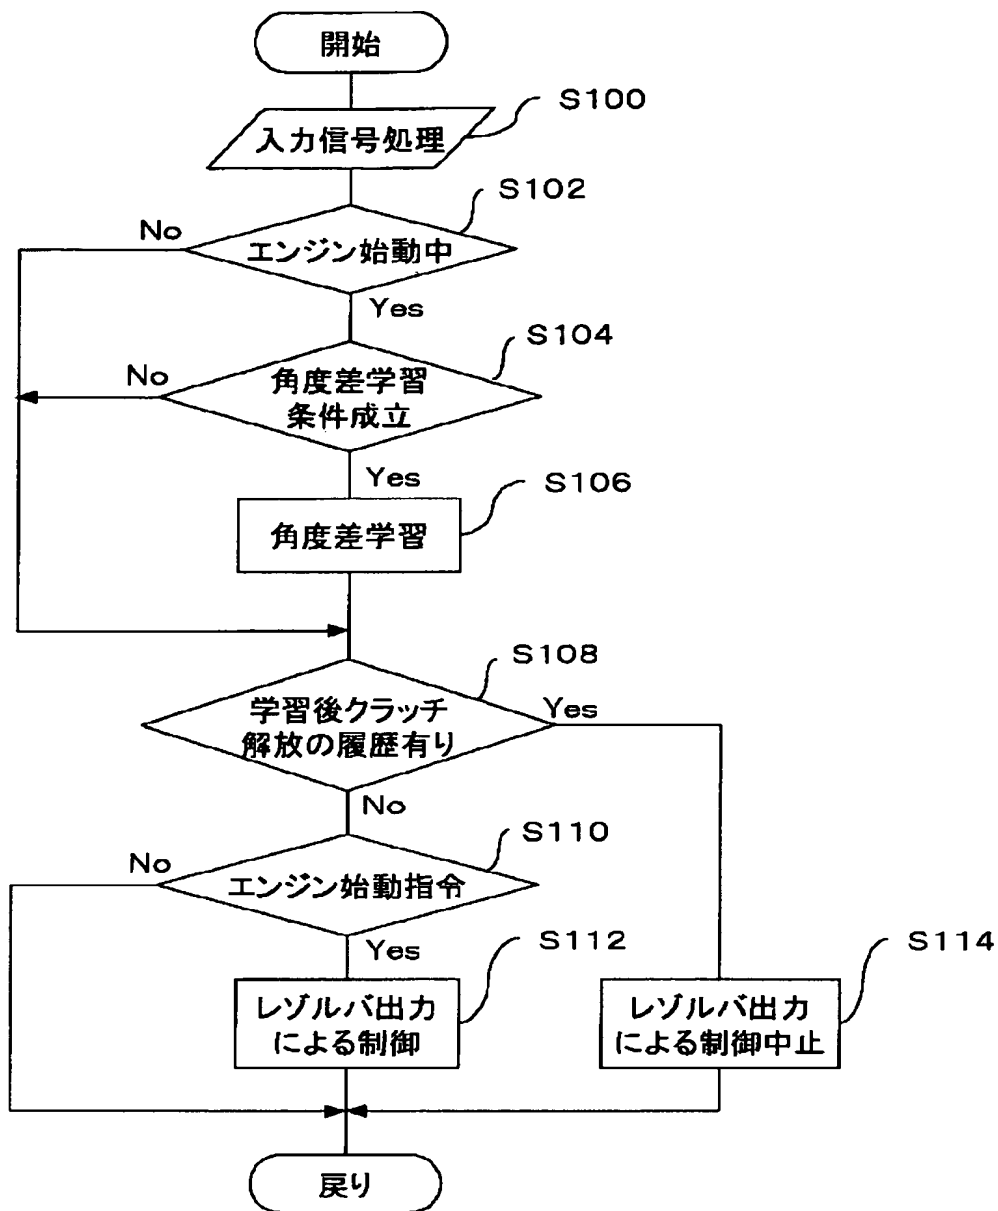 開始
S100
入力信号処理
S102
No
エンジン始動中
Yes
S104
No
角度差学習
条件成立
Yes
S106
角度差学習
S108
学習後クラッチ
解放の履歴有り
Yes
No
S110
No
エンジン始動指令
Yes
S112
S114
レゾルバ出力
による制御
レゾルバ出力
による制御中止
戻り